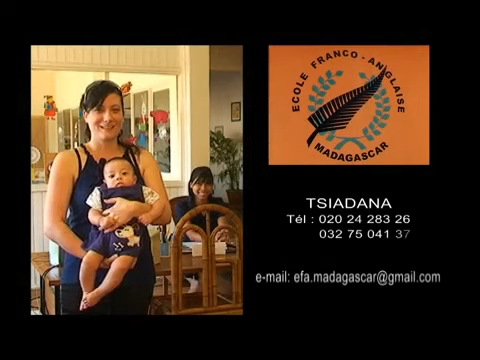 ECOLE FRANCO - ANGLAISE
MADAGASCAR
TSIADANA
Tél : 020 24 283 26
032 75 041 37
e-mail: efa.madagascar@gmail.com